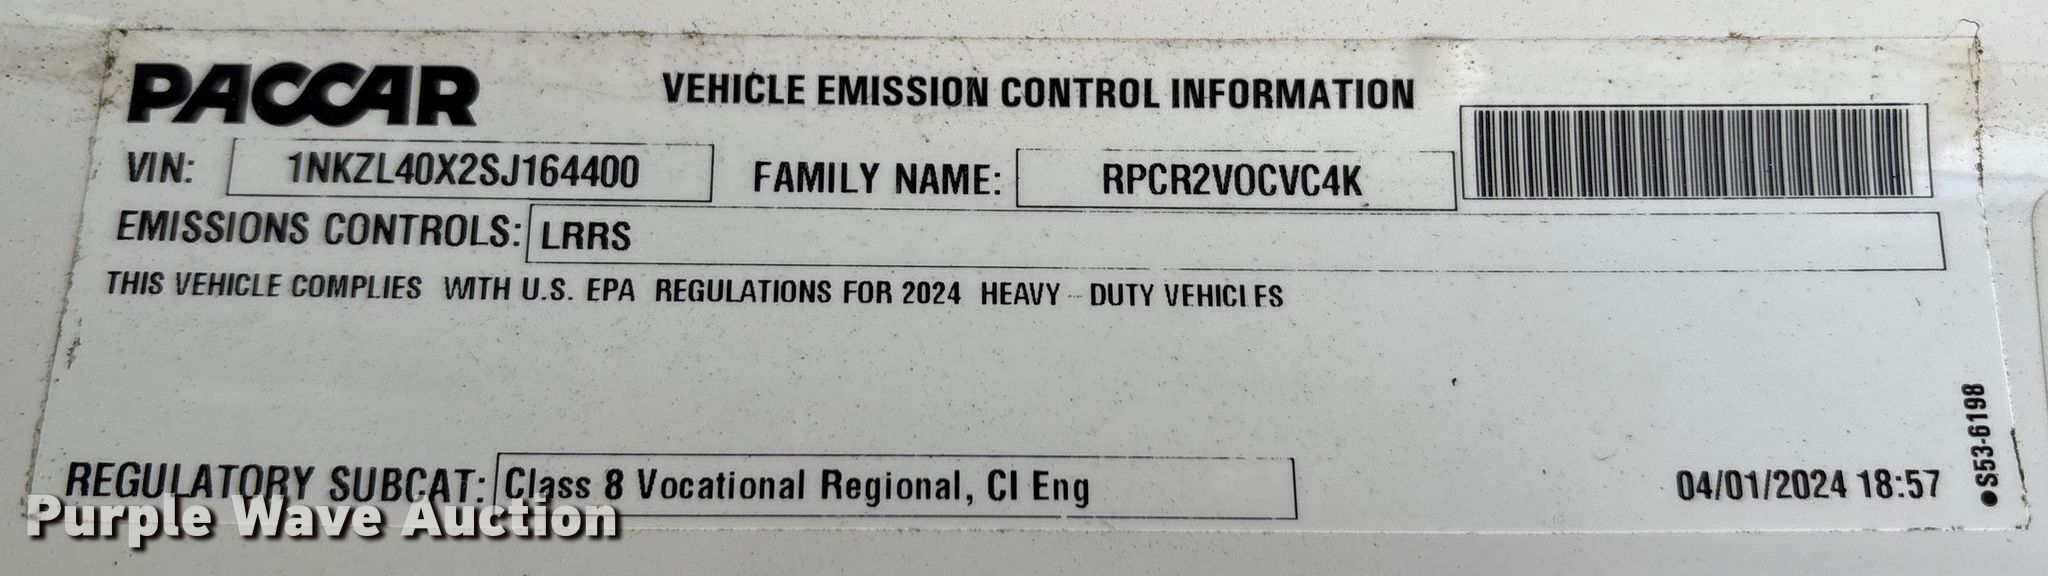 PACCAR
VEHICLE EMISSION CONTROL INFORMATION
VIN: 1NKZL40X2SJ164400 FAMILY NAME: RPCR2VOCVC4K
EMISSIONS CONTROLS: LRRS
THIS VEHICLE COMPLIES WITH U.S. EPA REGULATIONS FOR 2024 HEAVY-DUTY VEHICLES
REGULATORY SUBCAT: Class 8 Vocational Regional, CI Eng
04/01/2024 18:57
●S53-6198
Purple Wave Auction